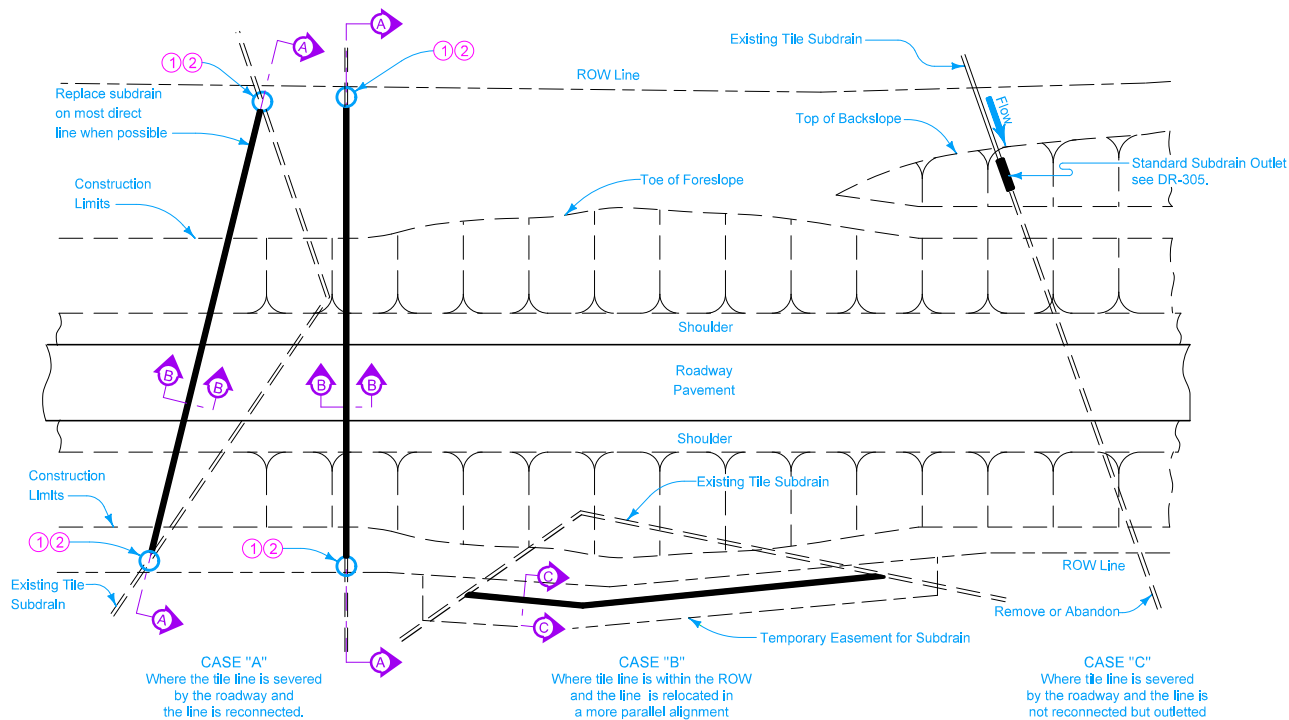 A
A
1 2
1 2
Existing Tile Subdrain
ROW Line
Replace subdrain
on most direct
line when possible
Flow
Top of Backslope
Standard Subdrain Outlet
see DR-305.
Construction
Limits
Toe of Foreslope
Shoulder
B
B
B
B
Roadway
Pavement
Shoulder
Construction
Limits
Existing Tile Subdrain
1 2
1 2
Existing Tile
Subdrain
C
C
ROW Line
Remove or Abandon
A
A
Temporary Easement for Subdrain
CASE "A"
Where the tile line is severed
by the roadway and
the line is reconnected.
CASE "B"
Where tile line is within the ROW
and the line is relocated in
a more parallel alignment
CASE "C"
Where tile line is severed
by the roadway and the line is
not reconnected but outletted